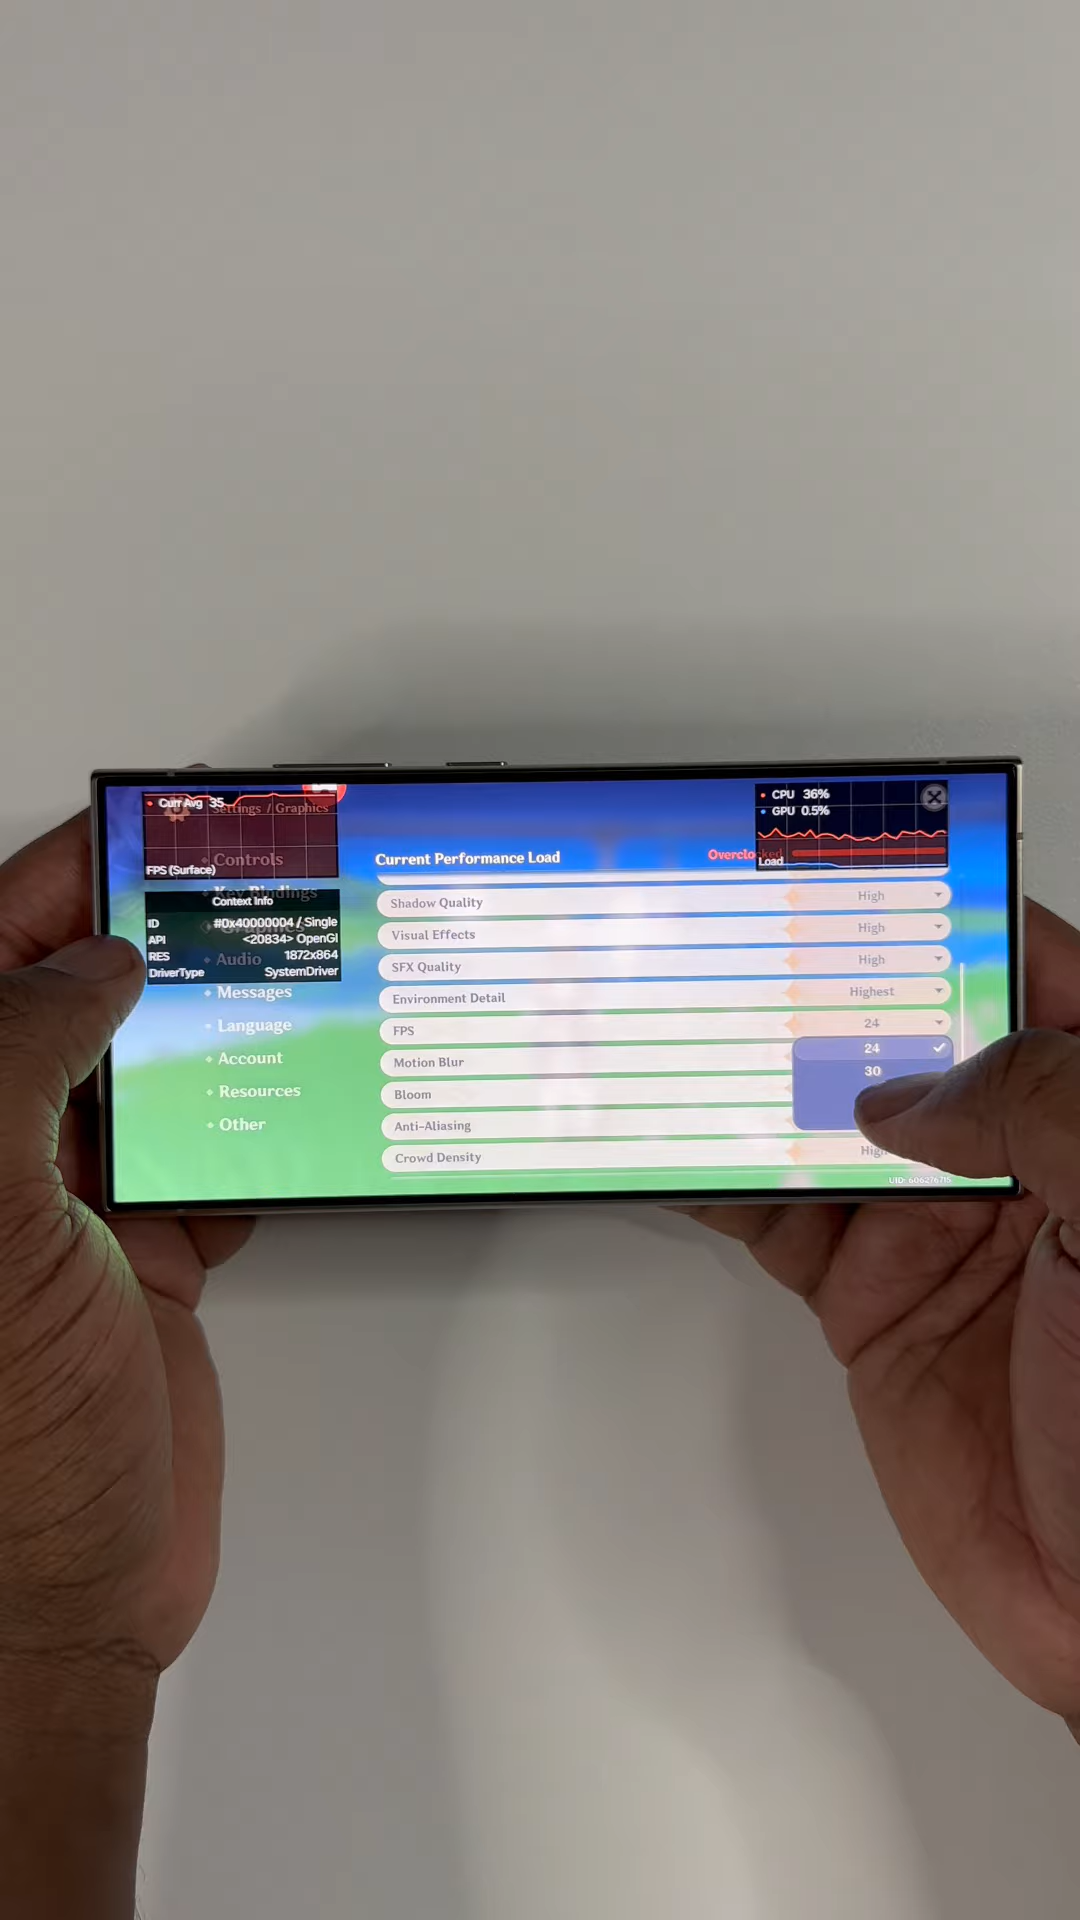 Curr Avg 35
Settings / Graphics
FPS (Surface)
CPU 36%
GPU 0.5%
Load
Controls
Key Bindings
Context Info
ID #0x40000004 / Single
API <20834> OpenGl
RES 1872x864
DriverType SystemDriver
Graphics
Audio
Messages
Language
Account
Resources
Other
Current Performance Load
Overclocked
Shadow Quality High
Visual Effects High
SFX Quality High
Environment Detail Highest
FPS 24
24
30
Motion Blur
Bloom
Anti-Aliasing
Crowd Density High